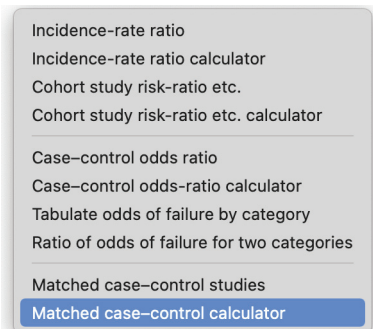 Incidence-rate ratio
Incidence-rate ratio calculator
Cohort study risk-ratio etc.
Cohort study risk-ratio etc. calculator
Case–control odds ratio
Case–control odds-ratio calculator
Tabulate odds of failure by category
Ratio of odds of failure for two categories
Matched case–control studies
Matched case–control calculator